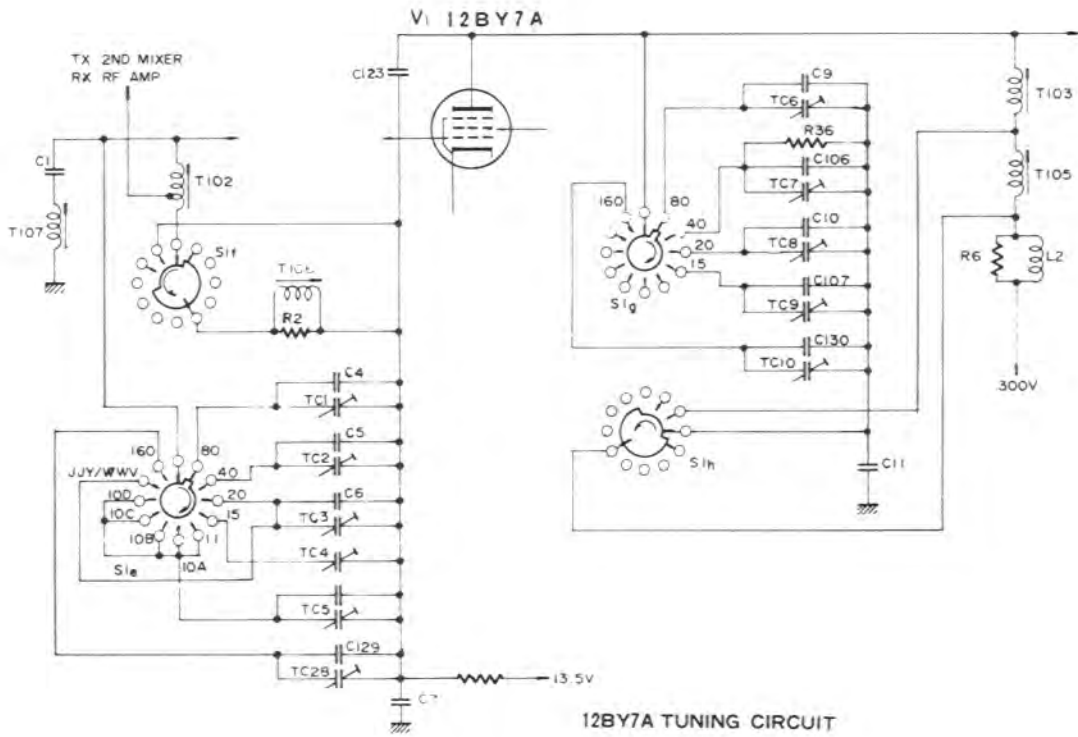 V1 12BY7A
TX 2ND MIXER
RX RF AMP
C123
C1
T102
T107
S1f
R2
C4
TC1
C5
TC2
C6
TC3
TC4
TC5
C129
TC28
C7
13.5V
160
80
JJY/WWV
40
10D
20
10C
15
10B
11
10A
S1e
C9
TC6
R36
C106
TC7
C10
TC8
C107
TC9
C130
TC10
160
80
40
20
15
S1g
S1h
C11
T103
T105
R6
L2
300V
12BY7A TUNING CIRCUIT